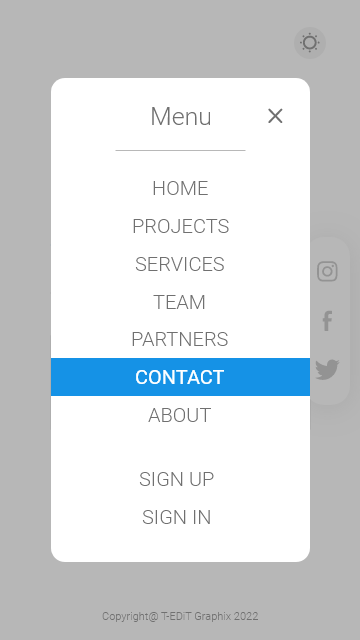 Menu
HOME
PROJECTS
SERVICES
TEAM
PARTNERS
CONTACT
ABOUT
SIGN UP
SIGN IN
Copyright@ T-EDiT Graphix 2022